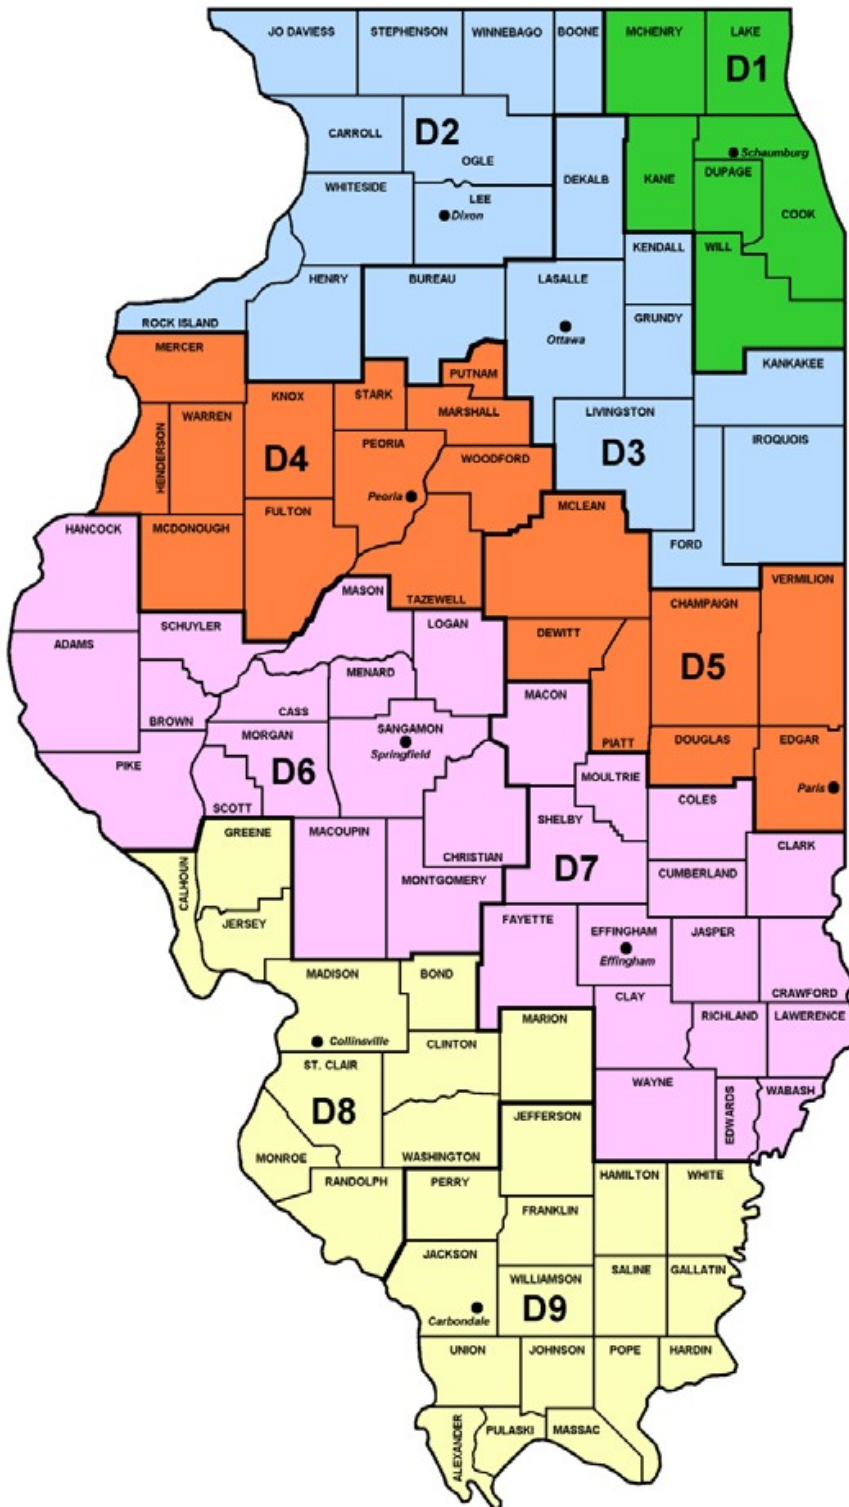 JO DAVIESS
STEPHENSON
WINNEBAGO
BOONE
MCHENRY
LAKE
D1
CARROLL
D2
OGLE
Schaumburg
DUPAGE
DEKALB
KANE
WHITESIDE
LEE
Dixon
COOK
KENDALL
WILL
HENRY
BUREAU
LASALLE
ROCK ISLAND
GRUNDY
Ottawa
MERCER
KANKAKEE
PUTNAM
KNOX
STARK
MARSHALL
LIVINGSTON
WARREN
HENDERSON
PEORIA
D4
WOODFORD
D3
IROQUOIS
Peoria
MCLEAN
FULTON
HANCOCK
MCDONOUGH
FORD
VERMILION
MASON
TAZEWELL
CHAMPAIGN
SCHUYLER
LOGAN
DEWITT
ADAMS
D5
MENARD
MACON
CASS
BROWN
MORGAN
SANGAMON
Springfield
PIATT
DOUGLAS
EDGAR
PIKE
D6
MOULTRIE
Paris
SCOTT
COLES
SHELBY
GREENE
MACOUPIN
CHRISTIAN
CLARK
CALHOUN
MONTGOMERY
D7
CUMBERLAND
JERSEY
FAYETTE
EFFINGHAM
JASPER
Effingham
MADISON
BOND
CLAY
CRAWFORD
MARION
RICHLAND
LAWERENCE
Collinsville
CLINTON
ST. CLAIR
WAYNE
EDWARDS
WABASH
D8
JEFFERSON
MONROE
WASHINGTON
RANDOLPH
PERRY
HAMILTON
WHITE
FRANKLIN
JACKSON
WILLIAMSON
SALINE
GALLATIN
D9
Carbondale
UNION
JOHNSON
POPE
HARDIN
ALEXANDER
PULASKI
MASSAC